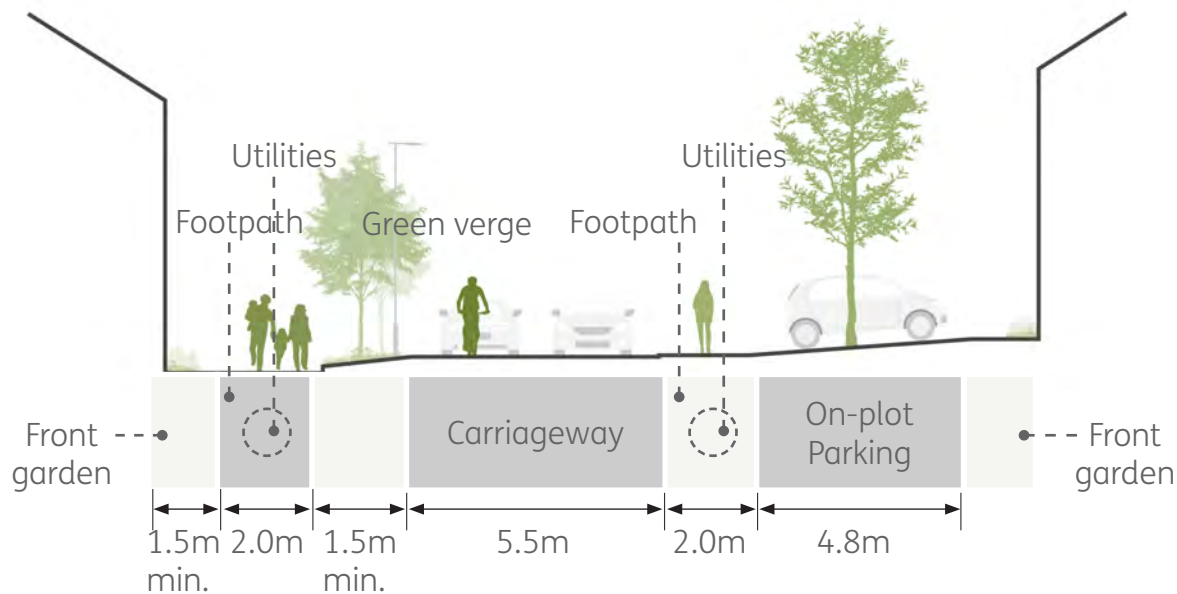 Utilities
Utilities
Footpath
Green verge
Footpath
Front
garden
Carriageway
On-plot
Parking
Front
garden
1.5m
min.
2.0m
1.5m
min.
5.5m
2.0m
4.8m